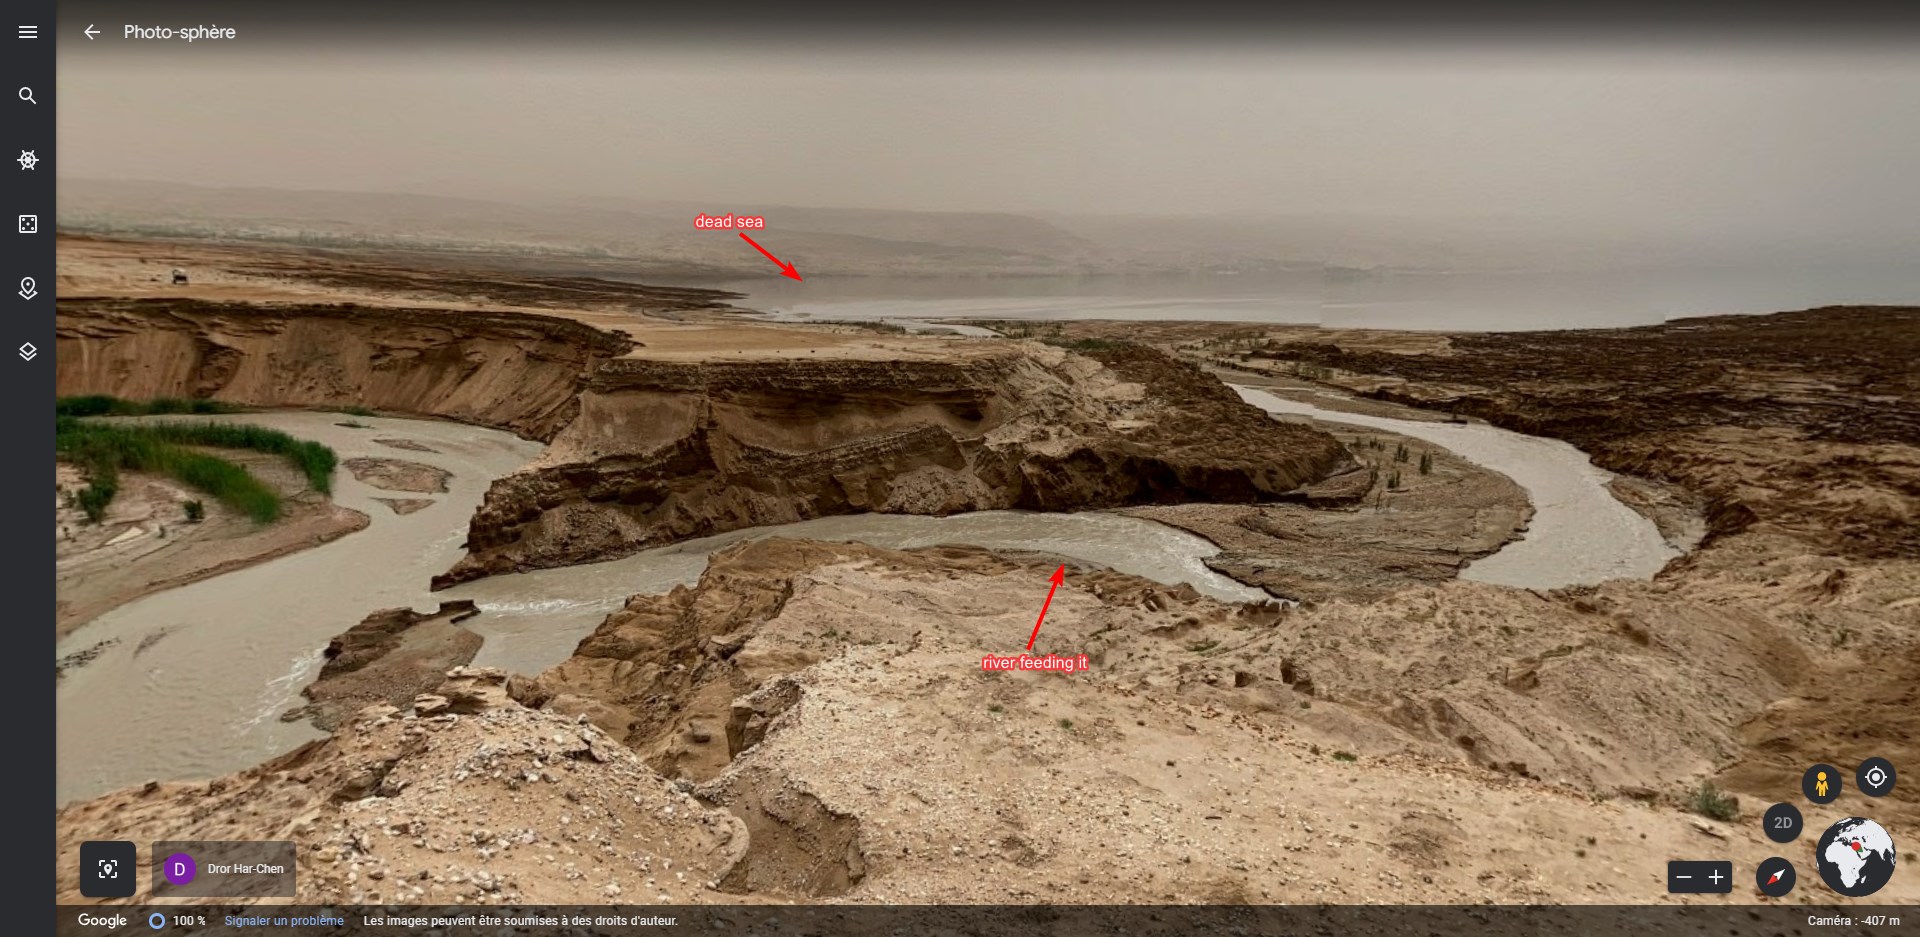 Photo-sphère
dead sea
river feeding it
2D
D
Dror Har-Chen
Google
100 %
Signaler un problème
Les images peuvent être soumises à des droits d'auteur.
Caméra : -407 m